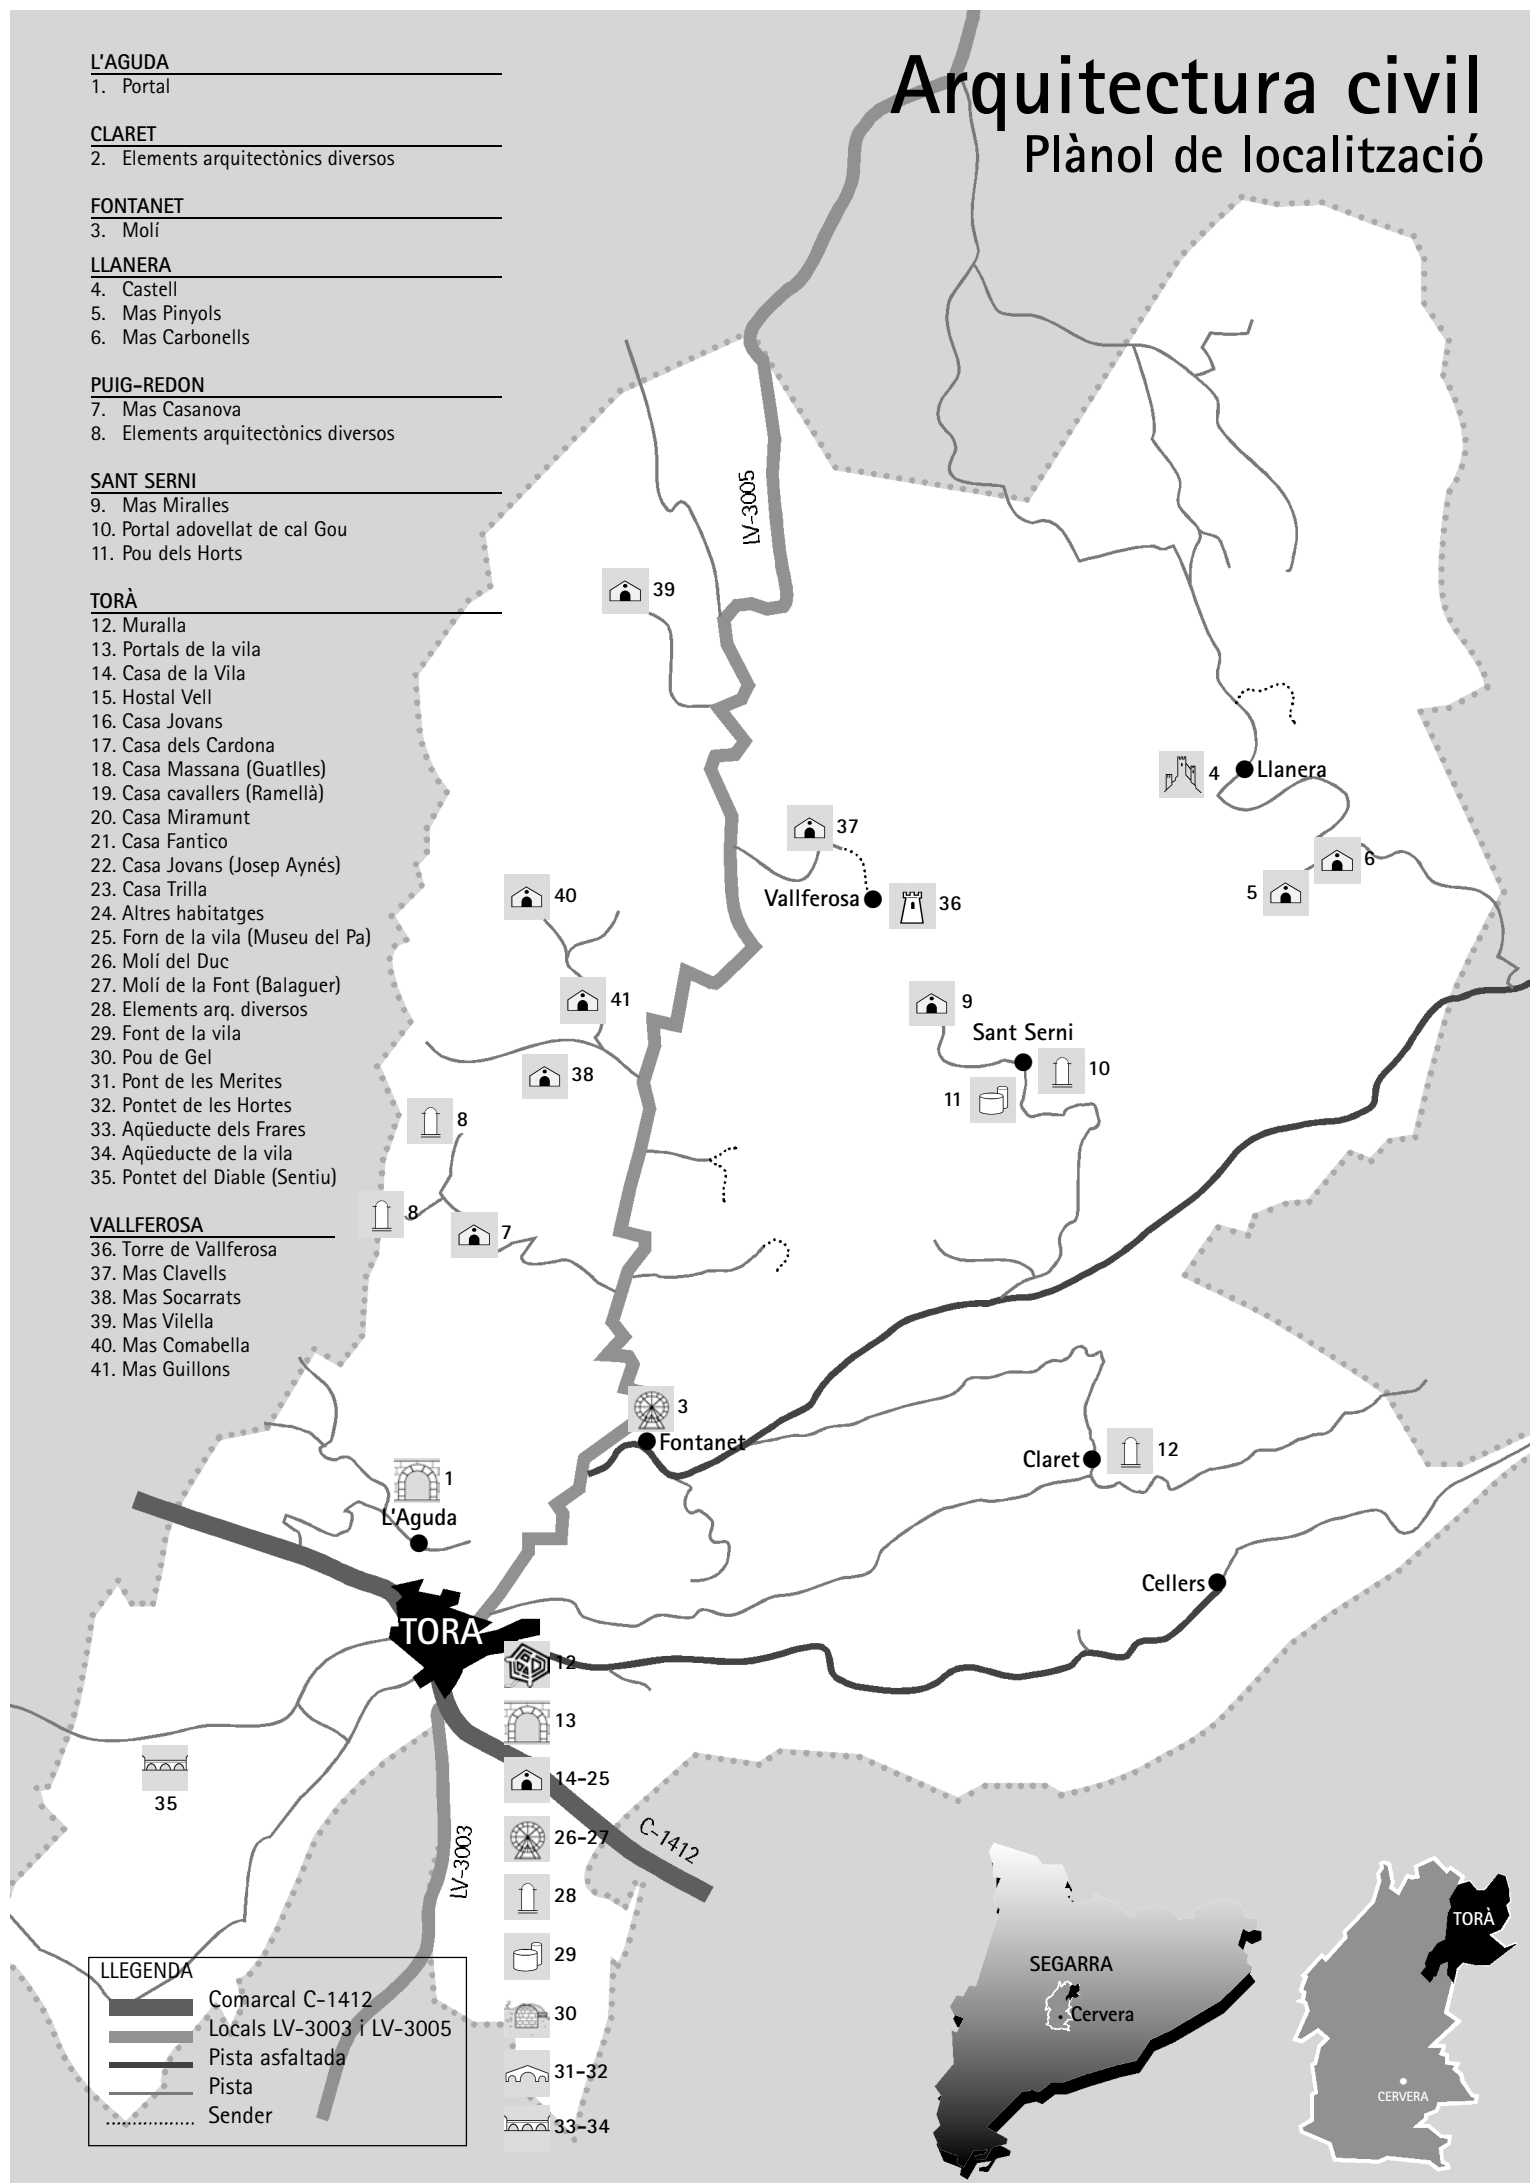 Arquitectura civil
Plànol de localització
L'AGUDA
1. Portal
CLARET
2. Elements arquitectònics diversos
FONTANET
3. Molí
LLANERA
4. Castell
5. Mas Pinyols
6. Mas Carbonells
PUIG-REDON
7. Mas Casanova
8. Elements arquitectònics diversos
SANT SERNI
9. Mas Miralles
10. Portal adovellat de cal Gou
11. Pou dels Horts
TORÀ
12. Muralla
13. Portals de la vila
14. Casa de la Vila
15. Hostal Vell
16. Casa Jovans
17. Casa dels Cardona
18. Casa Massana (Guatlles)
19. Casa cavallers (Ramellà)
20. Casa Miramunt
21. Casa Fantico
22. Casa Jovans (Josep Aynés)
23. Casa Trilla
24. Altres habitatges
25. Forn de la vila (Museu del Pa)
26. Molí del Duc
27. Molí de la Font (Balaguer)
28. Elements arq. diversos
29. Font de la vila
30. Pou de Gel
31. Pont de les Merites
32. Pontet de les Hortes
33. Aqüeducte dels Frares
34. Aqüeducte de la vila
35. Pontet del Diable (Sentiu)
VALLFEROSA
36. Torre de Vallferosa
37. Mas Clavells
38. Mas Socarrats
39. Mas Vilella
40. Mas Comabella
41. Mas Guillons
LV-3005
39
4
Llanera
37
6
5
40
Vallferosa
36
41
9
Sant Serni
38
10
11
8
8
7
3
Fontanet
Claret
12
1
L'Aguda
Cellers
TORÀ
12
13
14-25
35
26-27
C-1412
LV-3003
28
29
30
31-32
33-34
LLEGENDA
Comarcal C-1412
Locals LV-3003 i LV-3005
Pista asfaltada
Pista
Sender
SEGARRA
Cervera
TORÀ
CERVERA